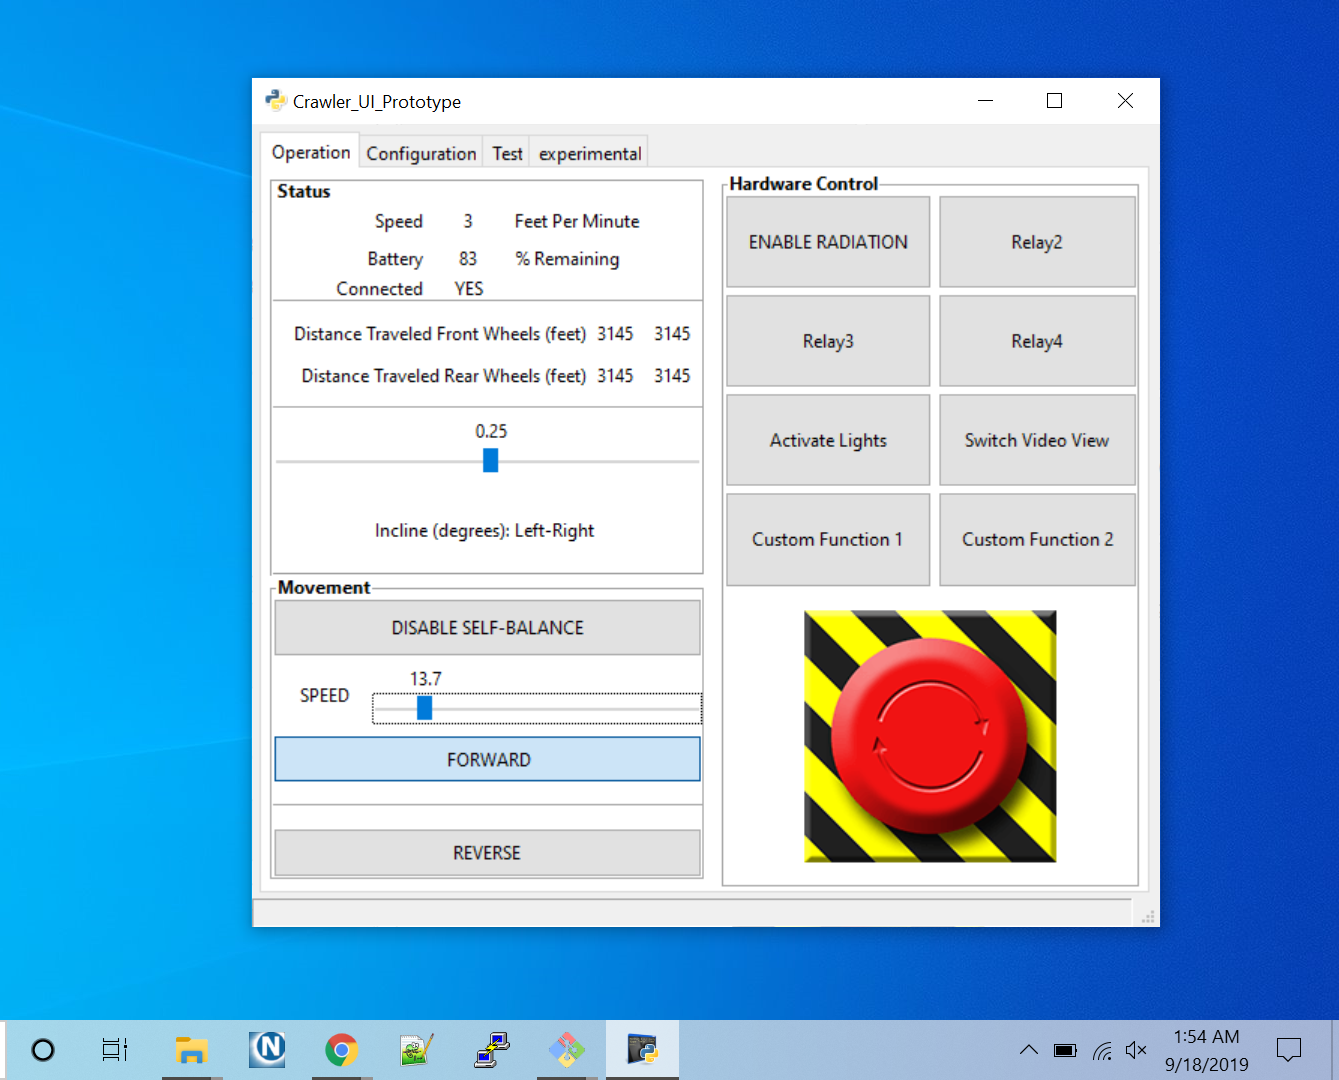 Crawler_UI_Prototype
Operation Configuration Test experimental
Status
Speed 3 Feet Per Minute
Battery 83 % Remaining
Connected YES
Distance Traveled Front Wheels (feet) 3145 3145
Distance Traveled Rear Wheels (feet) 3145 3145
0.25
Incline (degrees): Left-Right
Movement
DISABLE SELF-BALANCE
13.7
SPEED
FORWARD
REVERSE
Hardware Control
ENABLE RADIATION Relay2
Relay3 Relay4
Activate Lights Switch Video View
Custom Function 1 Custom Function 2
N
1:54 AM
9/18/2019